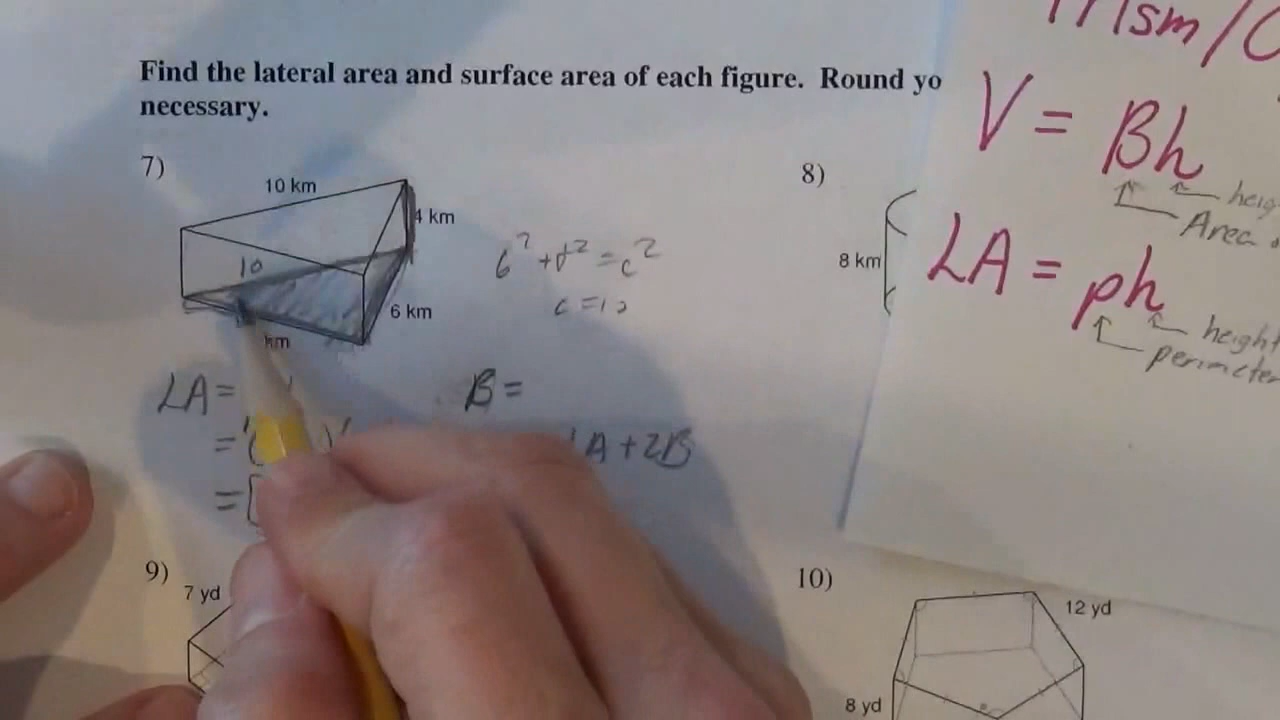 Find the lateral area and surface area of each figure. Round yo
necessary.
7)
10 km
4 km
10
6 km
km
6² + 8² = c²
LA =
=
=
B =
LA + 2B
8)
8 km
V = Bh
Area
LA = ph
height
perimeter
9)
7 yd
10)
12 yd
8 yd